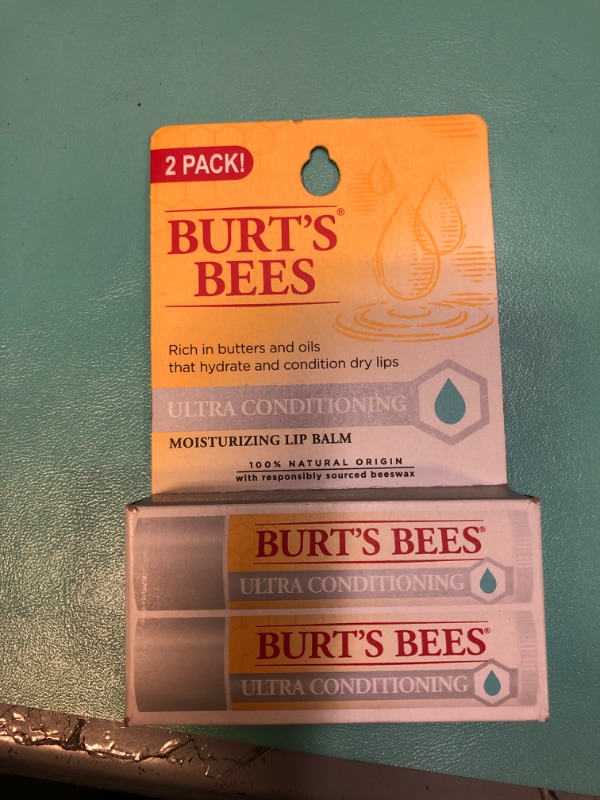 2 PACK!
BURT'S®
BEES
Rich in butters and oils
that hydrate and condition dry lips
ULTRA CONDITIONING
MOISTURIZING LIP BALM
100% NATURAL ORIGIN
with responsibly sourced beeswax
BURT'S BEES®
ULTRA CONDITIONING
BURT'S BEES®
ULTRA CONDITIONING